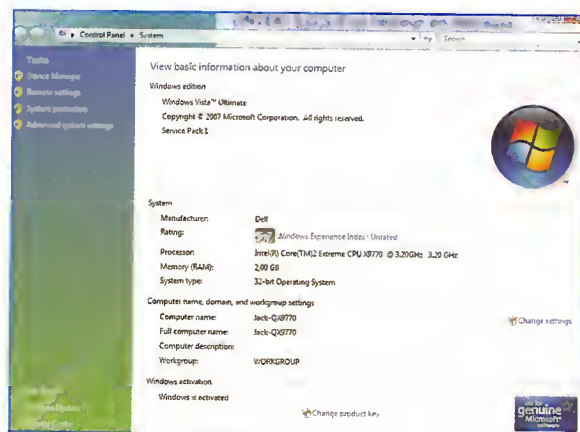 Control Panel ▸ System
Search
Tasks
Device Manager
Remote settings
System protection
Advanced system settings
View basic information about your computer
Windows edition
Windows Vista™ Ultimate
Copyright © 2007 Microsoft Corporation. All rights reserved.
Service Pack 1
System
Manufacturer: Dell
Rating: Windows Experience Index: Unrated
Processor: Intel(R) Core(TM)2 Extreme CPU X9770 @ 3.20GHz 3.20 GHz
Memory (RAM): 2,00 GB
System type: 32-bit Operating System
Computer name, domain, and workgroup settings
Computer name: Jack-QX9770
Change settings
Full computer name: Jack-QX9770
Computer description:
Workgroup: WORKGROUP
Windows activation
Windows is activated
Change product key
ask for
genuine
Microsoft
software